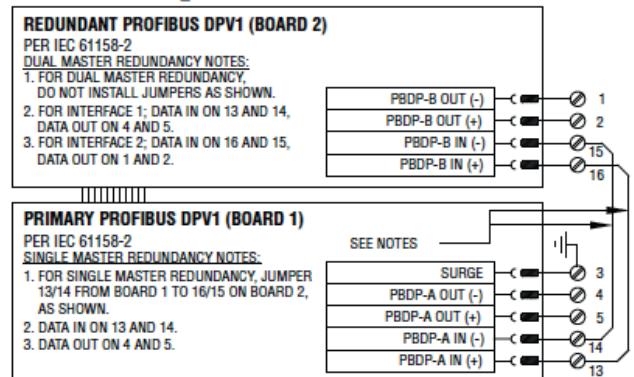 REDUNDANT PROFIBUS DPV1 (BOARD 2)
PER IEC 61158-2
DUAL MASTER REDUNDANCY NOTES:
1. FOR DUAL MASTER REDUNDANCY,
DO NOT INSTALL JUMPERS AS SHOWN.
2. FOR INTERFACE 1; DATA IN ON 13 AND 14,
DATA OUT ON 4 AND 5.
3. FOR INTERFACE 2; DATA IN ON 16 AND 15,
DATA OUT ON 1 AND 2.
PBDP-B OUT (-) 1
PBDP-B OUT (+) 2
PBDP-B IN (-) 15
PBDP-B IN (+) 16
PRIMARY PROFIBUS DPV1 (BOARD 1)
PER IEC 61158-2
SINGLE MASTER REDUNDANCY NOTES:
1. FOR SINGLE MASTER REDUNDANCY, JUMPER
13/14 FROM BOARD 1 TO 16/15 ON BOARD 2,
AS SHOWN.
2. DATA IN ON 13 AND 14.
3. DATA OUT ON 4 AND 5.
SEE NOTES
SURGE 3
PBDP-A OUT (-) 4
PBDP-A OUT (+) 5
PBDP-A IN (-) 14
PBDP-A IN (+) 13